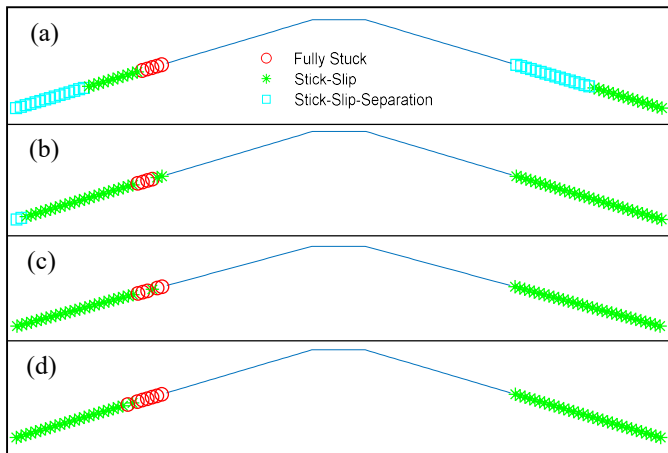 (a)
Fully Stuck
Stick-Slip
Stick-Slip-Separation
(b)
(c)
(d)